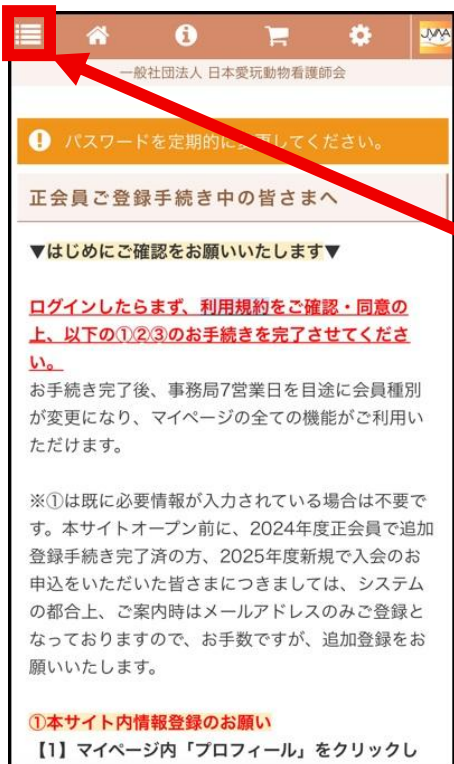 JVNA
一般社団法人 日本愛玩動物看護師会
パスワードを定期的に変更してください。
正会員ご登録手続き中の皆さまへ
▼はじめにご確認をお願いいたします▼
ログインしたらまず、利用規約をご確認・同意の
上、以下の①②③のお手続きを完了させてくださ
い。
お手続き完了後、事務局7営業日を目途に会員種別
が変更になり、マイページの全ての機能がご利用い
ただけます。
※①は既に必要情報が入力されている場合は不要で
す。本サイトオープン前に、2024年度正会員で追加
登録手続き完了済の方、2025年度新規で入会のお
申込をいただいた皆さまにつきましては、システム
の都合上、ご案内時はメールアドレスのみご登録と
なっておりますので、お手数ですが、追加登録をお
願いいたします。
①本サイト内情報登録のお願い
【1】マイページ内「プロフィール」をクリックし